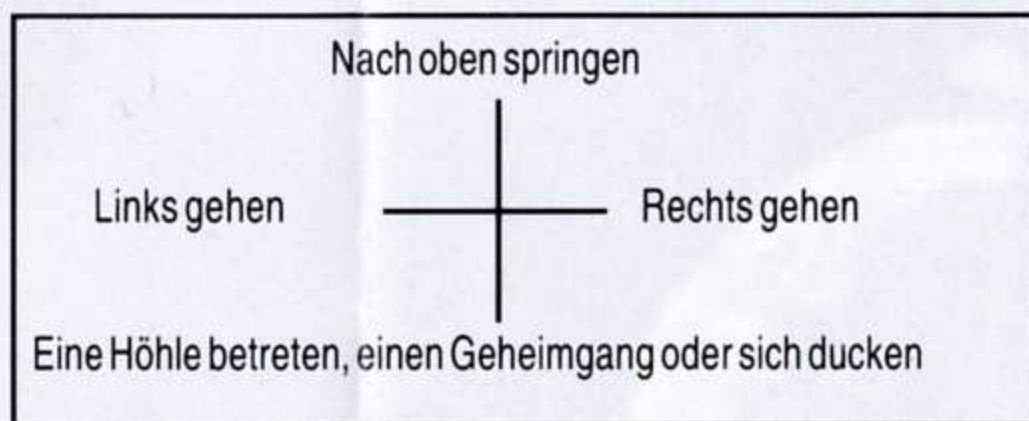 Nach oben springen
Links gehen Rechts gehen
Eine Höhle betreten, einen Geheimgang oder sich ducken